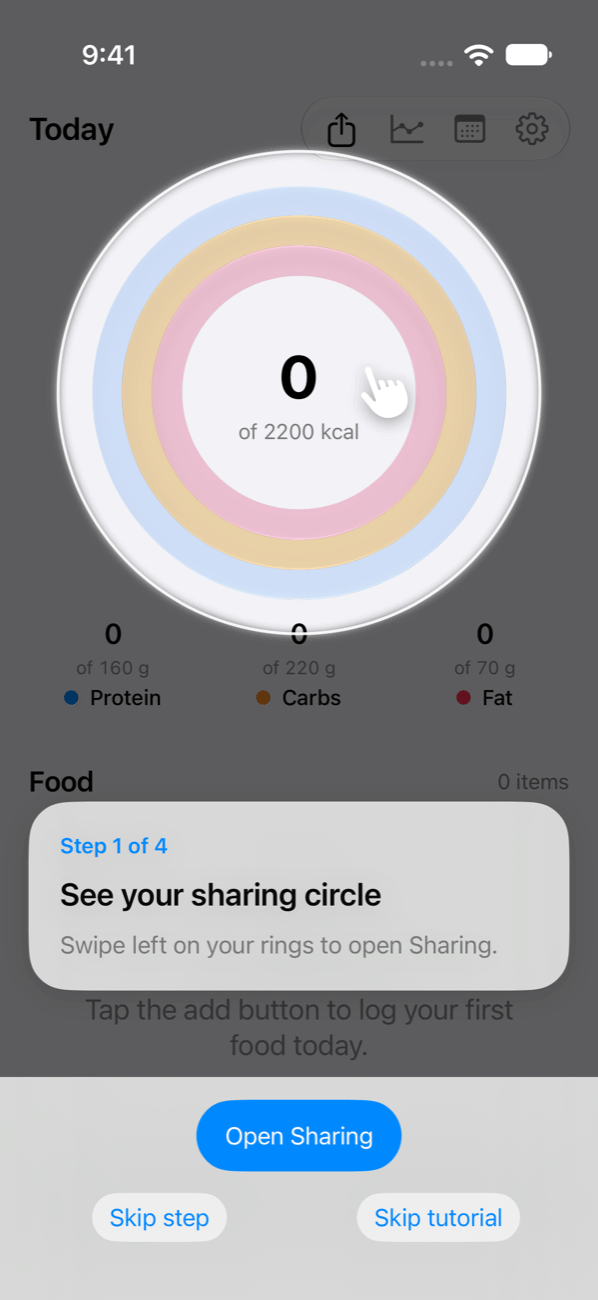 9:41
Today
0
of 2200 kcal
0
of 160 g
Protein
0
of 220 g
Carbs
0
of 70 g
Fat
Food
0 items
Step 1 of 4
See your sharing circle
Swipe left on your rings to open Sharing.
Tap the add button to log your first
food today.
Open Sharing
Skip step
Skip tutorial